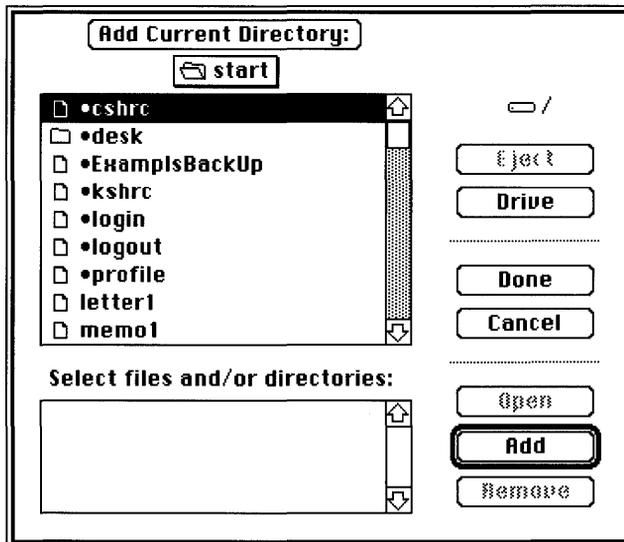 Add Current Directory:
start
•cshrc
•desk
•ExamplsBackUp
•kshrc
•login
•logout
•profile
letter1
memo1
/
Eject
Drive
Done
Cancel
Select files and/or directories:
Open
Add
Remove